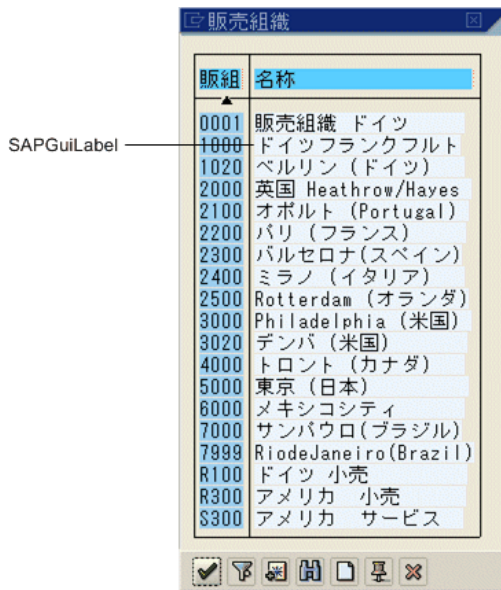 販売組織
販組 名称
0001 販売組織 ドイツ
SAPGuiLabel
1000 ドイツフランクフルト
1020 ベルリン (ドイツ)
2000 英国 Heathrow/Hayes
2100 オポルト (Portugal)
2200 パリ (フランス)
2300 バルセロナ(スペイン)
2400 ミラノ (イタリア)
2500 Rotterdam (オランダ)
3000 Philadelphia (米国)
3020 デンバ (米国)
4000 トロント (カナダ)
5000 東京 (日本)
6000 メキシコシティ
7000 サンパウロ(ブラジル)
7999 RiodeJaneiro(Brazil)
R100 ドイツ 小売
R300 アメリカ 小売
S300 アメリカ サービス